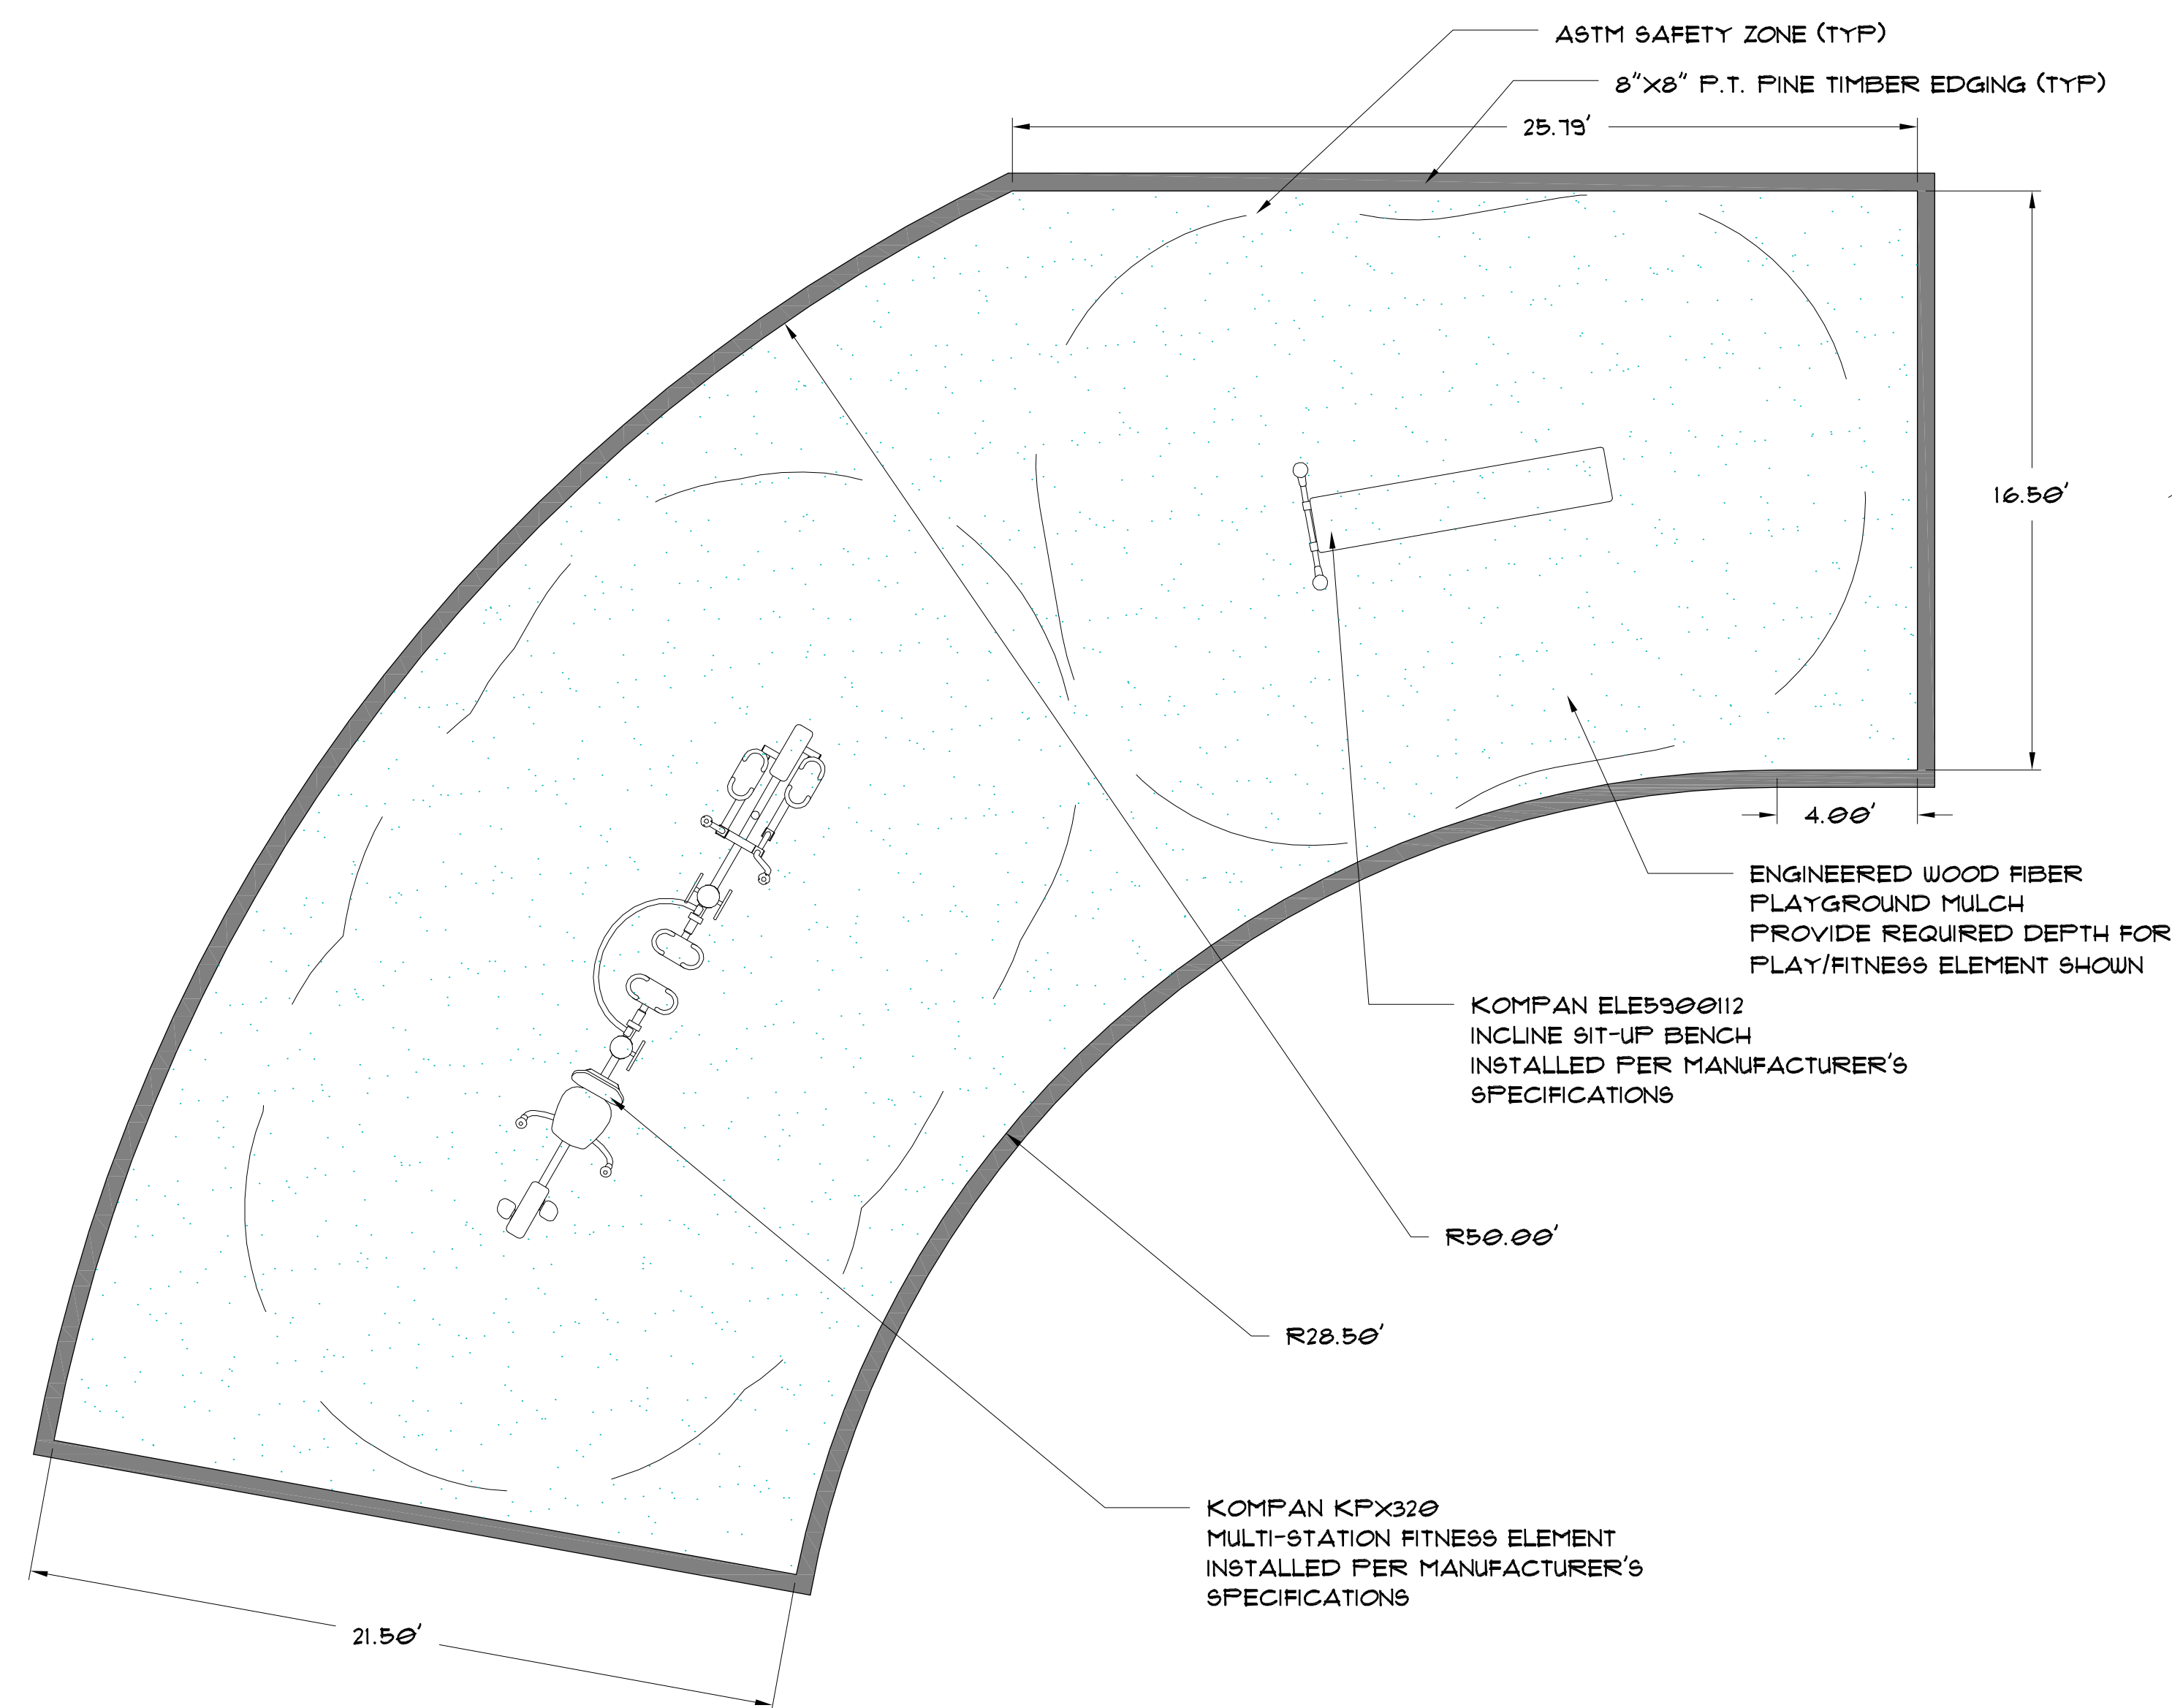 ASTM SAFETY ZONE (TYP)
8"X8" P.T. PINE TIMBER EDGING (TYP)
25.79'
16.50'
4.00'
ENGINEERED WOOD FIBER
PLAYGROUND MULCH
PROVIDE REQUIRED DEPTH FOR
PLAY/FITNESS ELEMENT SHOWN
KOMPAN ELE5900112
INCLINE SIT-UP BENCH
INSTALLED PER MANUFACTURER'S
SPECIFICATIONS
R50.00'
R28.50'
KOMPAN KPX320
MULTI-STATION FITNESS ELEMENT
INSTALLED PER MANUFACTURER'S
SPECIFICATIONS
21.50'